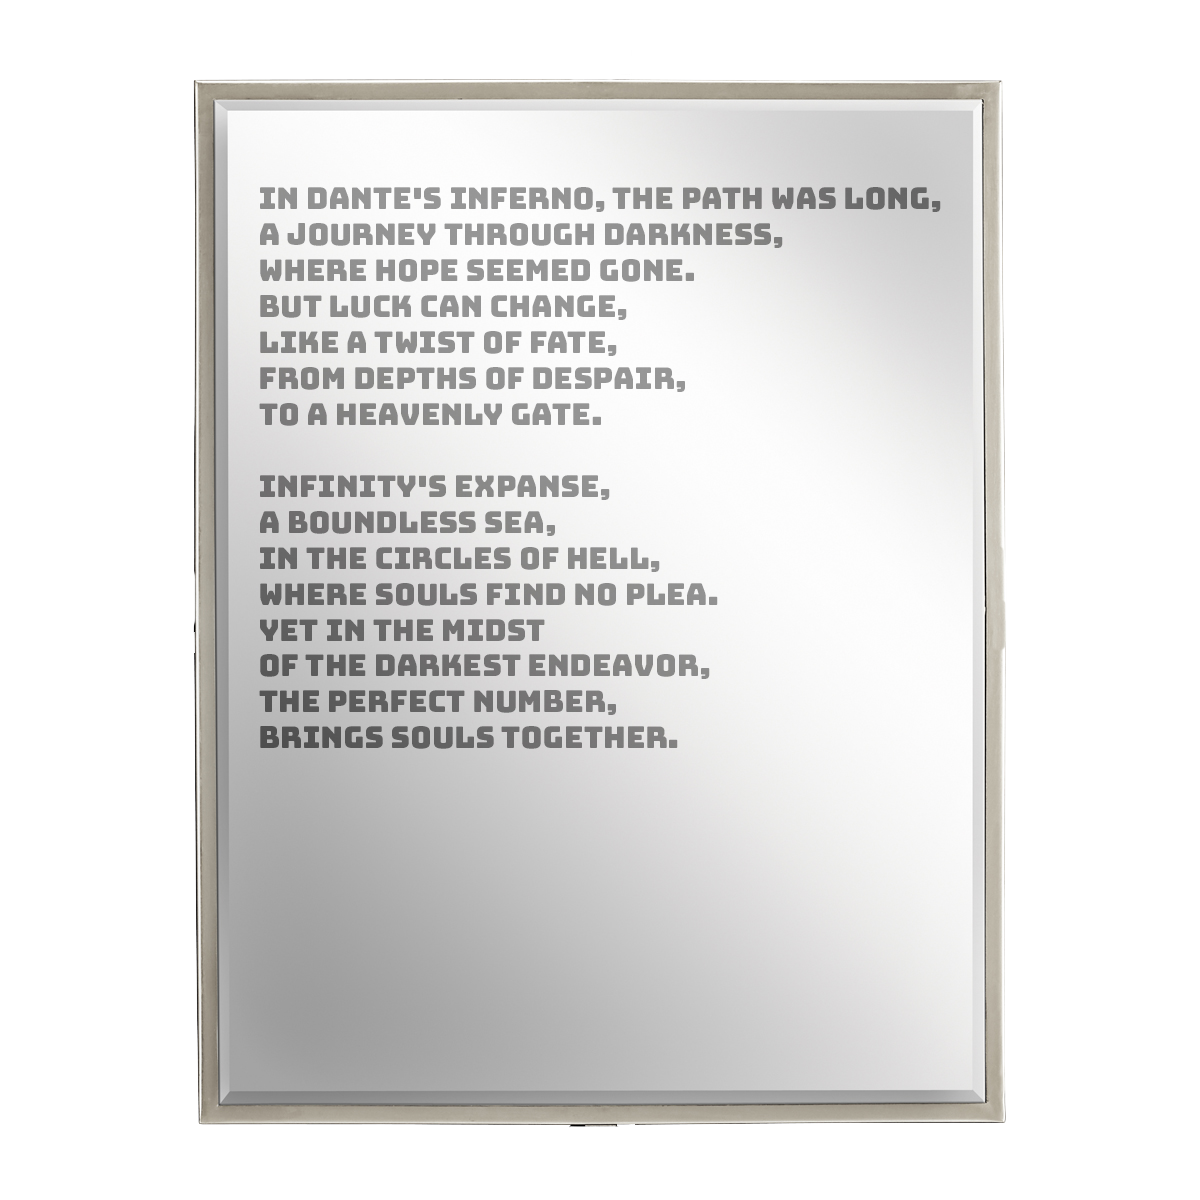 IN DANTE'S INFERNO, THE PATH WAS LONG,
A JOURNEY THROUGH DARKNESS,
WHERE HOPE SEEMED GONE.
BUT LUCK CAN CHANGE,
LIKE A TWIST OF FATE,
FROM DEPTHS OF DESPAIR,
TO A HEAVENLY GATE.

INFINITY'S EXPANSE,
A BOUNDLESS SEA,
IN THE CIRCLES OF HELL,
WHERE SOULS FIND NO PLEA.
YET IN THE MIDST
OF THE DARKEST ENDEAVOR,
THE PERFECT NUMBER,
BRINGS SOULS TOGETHER.